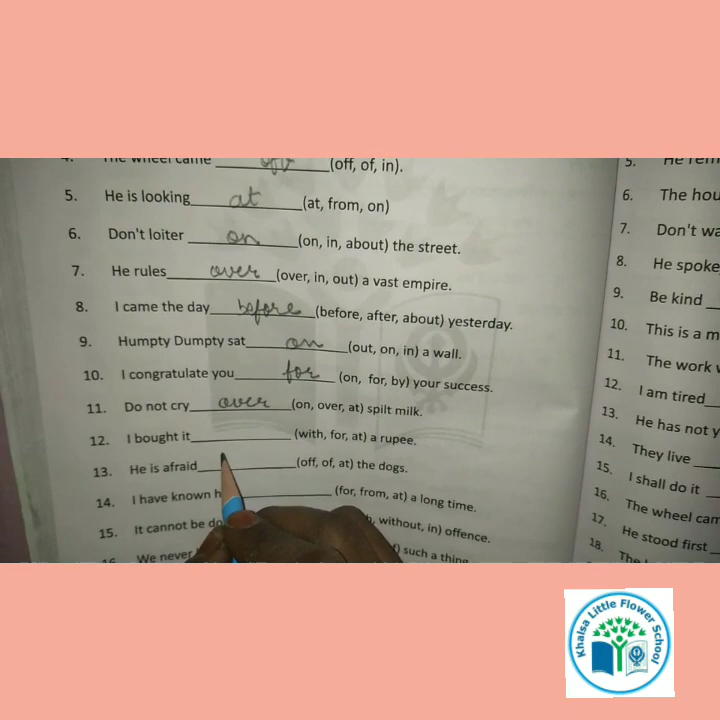 4. The wheel came off (off, of, in).
5. He is looking at (at, from, on)
6. Don't loiter on (on, in, about) the street.
7. He rules over (over, in, out) a vast empire.
8. I came the day before (before, after, about) yesterday.
9. Humpty Dumpty sat on (out, on, in) a wall.
10. I congratulate you for (on, for, by) your success.
11. Do not cry over (on, over, at) spilt milk.
12. I bought it (with, for, at) a rupee.
13. He is afraid (off, of, at) the dogs.
14. I have known h (for, from, at) a long time.
15. It cannot be do , without, in) offence.
16. We never ) such a thing
5. He rem
6. The hou
7. Don't wa
8. He spoke
9. Be kind
10. This is a m
11. The work w
12. I am tired
13. He has not y
14. They live
15. I shall do it
16. The wheel cam
17. He stood first
18. The
Khalsa Little Flower School